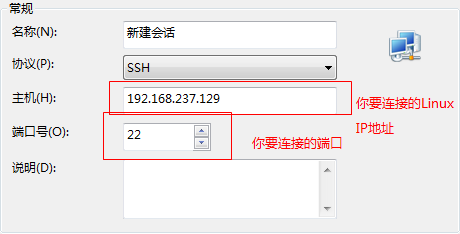 常规
名称(N): 新建会话
协议(P): SSH
主机(H): 192.168.237.129
你要连接的Linux
IP地址
端口号(O): 22
你要连接的端口
说明(D):